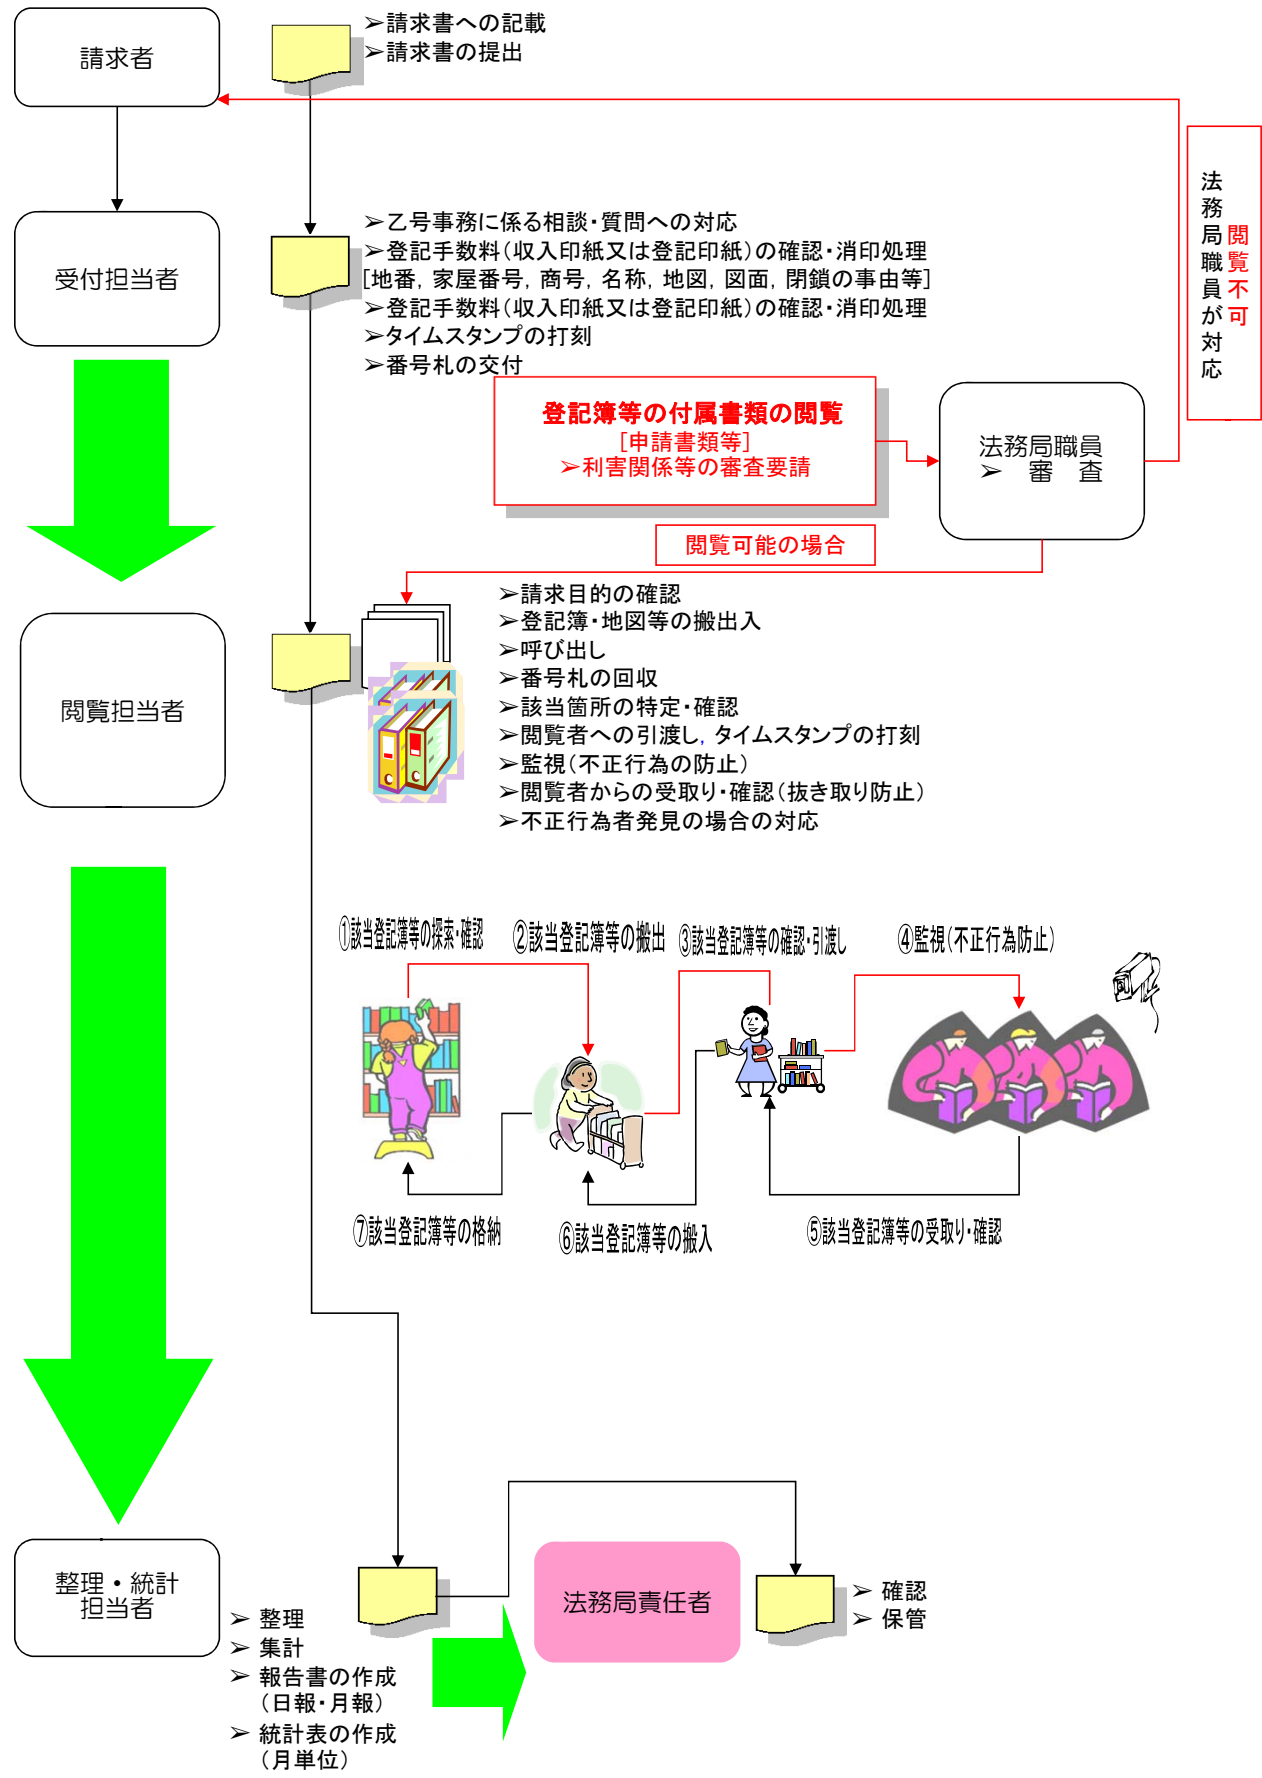 請求者
➢請求書への記載
➢請求書の提出
法務局職員が対応
閲覧不可
受付担当者
➢乙号事務に係る相談・質問への対応
➢登記手数料(収入印紙又は登記印紙)の確認・消印処理
[地番, 家屋番号, 商号, 名称, 地図, 図面, 閉鎖の事由等]
➢登記手数料(収入印紙又は登記印紙)の確認・消印処理
➢タイムスタンプの打刻
➢番号札の交付
登記簿等の付属書類の閲覧
[申請書類等]
➢利害関係等の審査要請
法務局職員
➢ 審 査
閲覧可能の場合
閲覧担当者
➢請求目的の確認
➢登記簿・地図等の搬出入
➢呼び出し
➢番号札の回収
➢該当箇所の特定・確認
➢閲覧者への引渡し, タイムスタンプの打刻
➢監視(不正行為の防止)
➢閲覧者からの受取り・確認(抜き取り防止)
➢不正行為者発見の場合の対応
①該当登記簿等の探索・確認
②該当登記簿等の搬出
③該当登記簿等の確認・引渡し
④監視(不正行為防止)
⑦該当登記簿等の格納
⑥該当登記簿等の搬入
⑤該当登記簿等の受取り・確認
整理・統計
担当者
➢ 整理
➢ 集計
➢ 報告書の作成
(日報・月報)
➢ 統計表の作成
(月単位)
法務局責任者
➢ 確認
➢ 保管